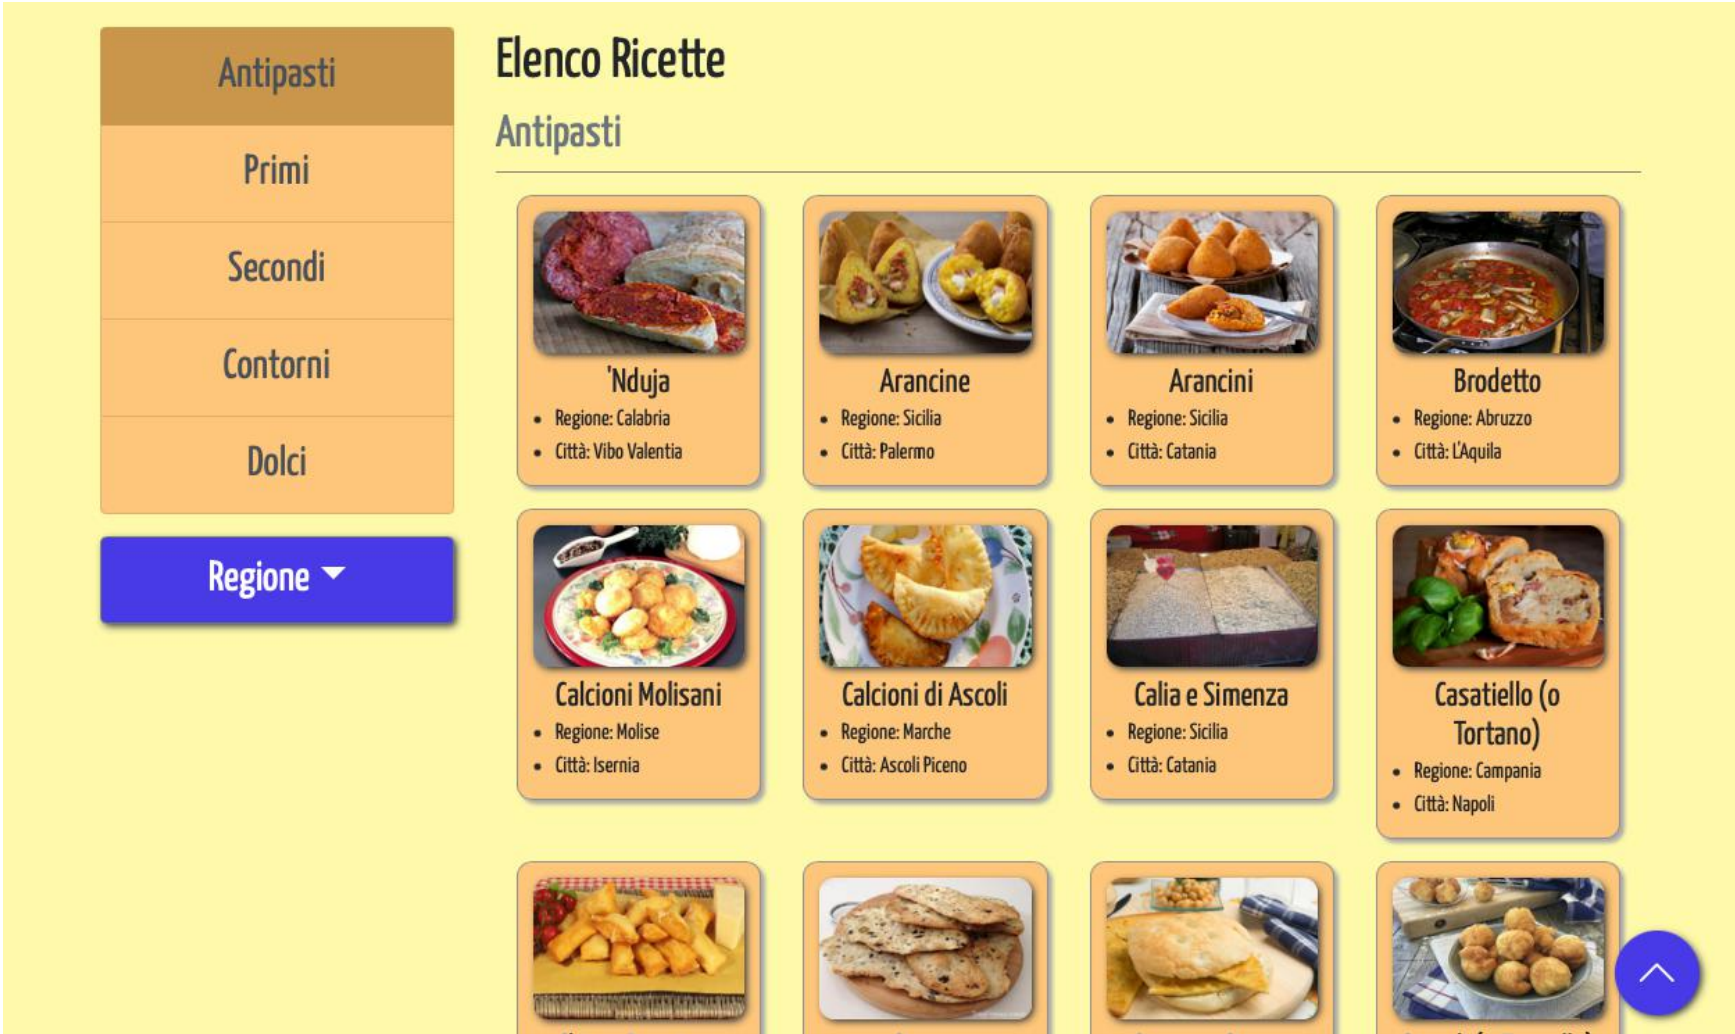 Antipasti
Primi
Secondi
Contorni
Dolci
Regione
Elenco Ricette
Antipasti
'Nduja
Regione: Calabria
Città: Vibo Valentia
Arancine
Regione: Sicilia
Città: Palermo
Arancini
Regione: Sicilia
Città: Catania
Brodetto
Regione: Abruzzo
Città: L'Aquila
Calcioni Molisani
Regione: Molise
Città: Isernia
Calcioni di Ascoli
Regione: Marche
Città: Ascoli Piceno
Calia e Simenza
Regione: Sicilia
Città: Catania
Casatiello (o
Tortano)
Regione: Campania
Città: Napoli